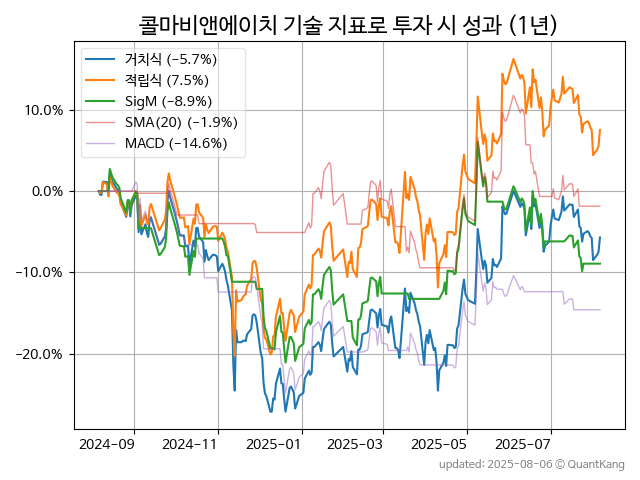 콜마비앤에이치 기술 지표로 투자 시 성과 (1년)
거치식 (−5.7%)
적립식 (7.5%)
SigM (−8.9%)
SMA(20) (−1.9%)
MACD (−14.6%)
10.0%
0.0%
−10.0%
−20.0%
2024-09 2024-11 2025-01 2025-03 2025-05 2025-07
updated: 2025-08-06 © QuantKang